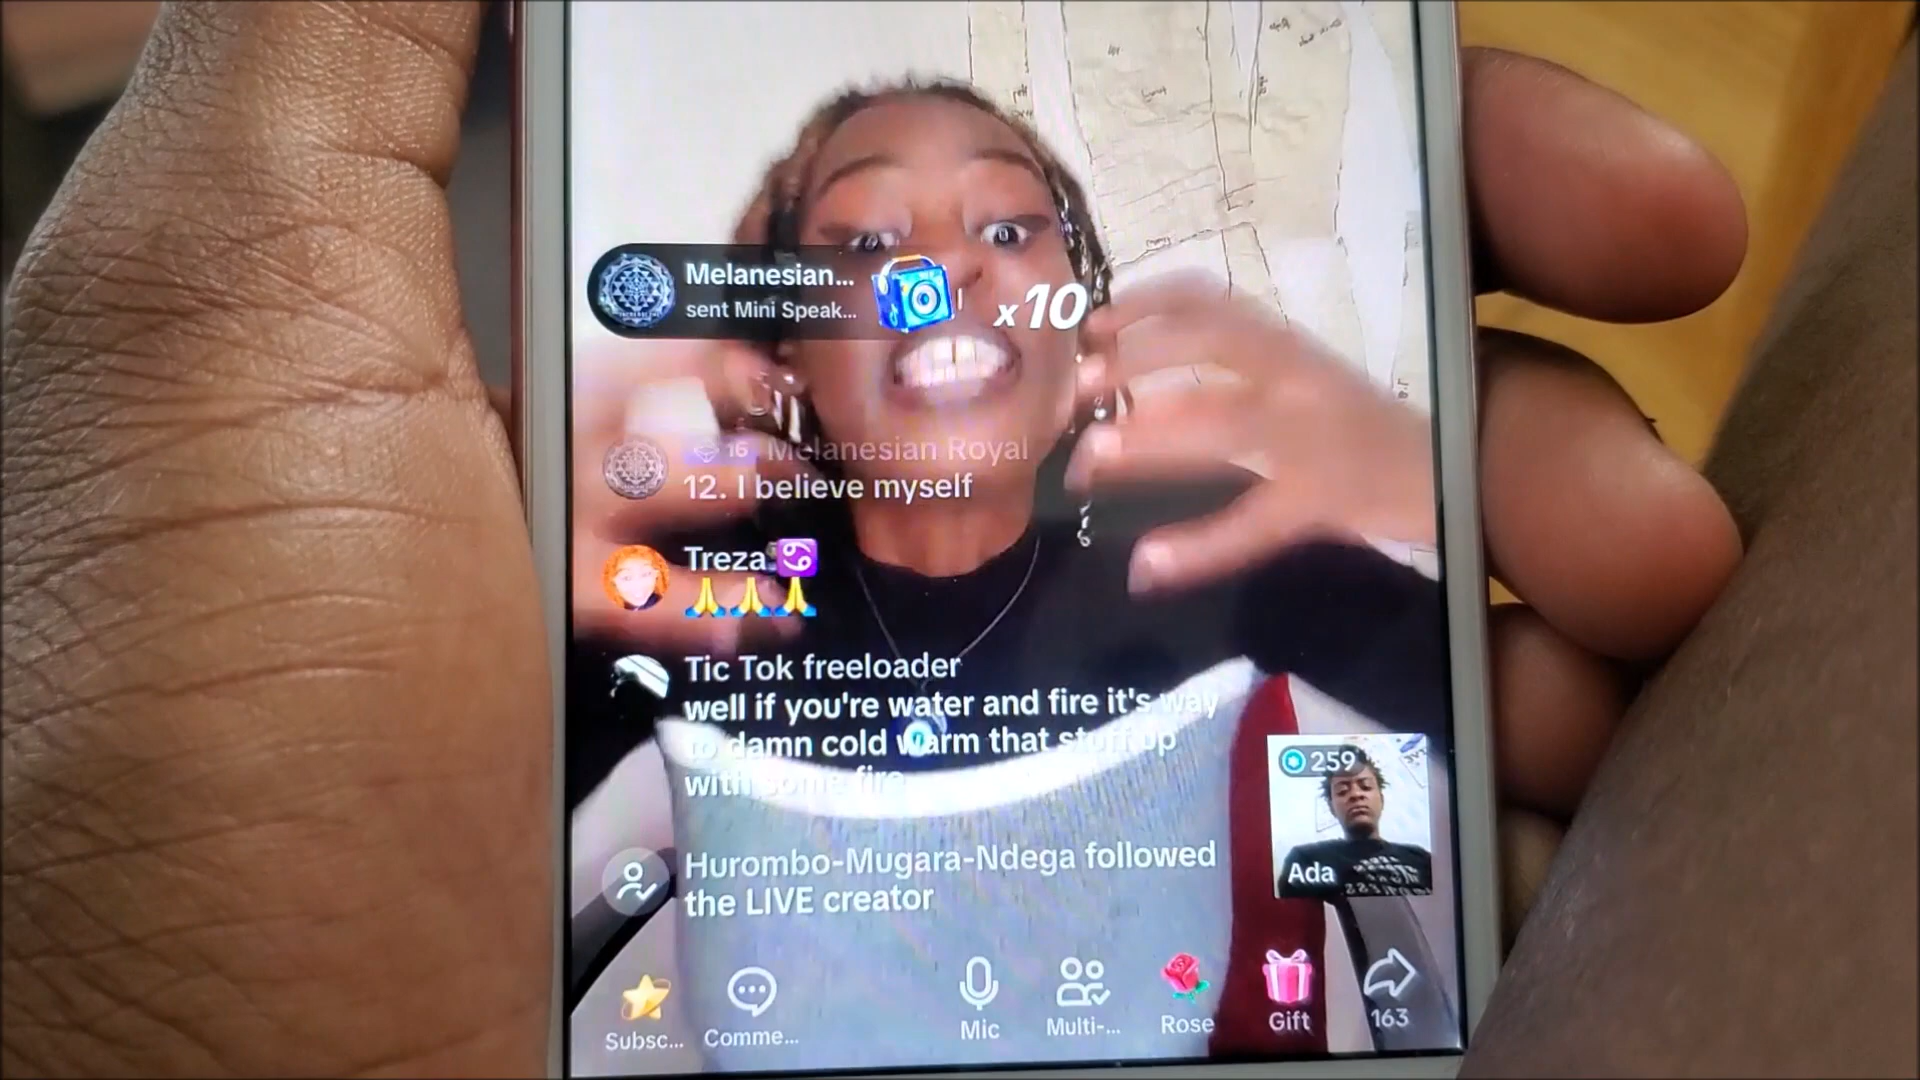 Melanesian...
sent Mini Speak...
x10
16 Melanesian Royal
12. I believe myself
Treza
Tic Tok freeloader
well if you're water and fire it's way
to damn cold warm that stuff up
with some fire
259
Ada
Hurombo-Mugara-Ndega followed
the LIVE creator
Subsc...
Comme...
Mic
Multi-...
Rose
Gift
163